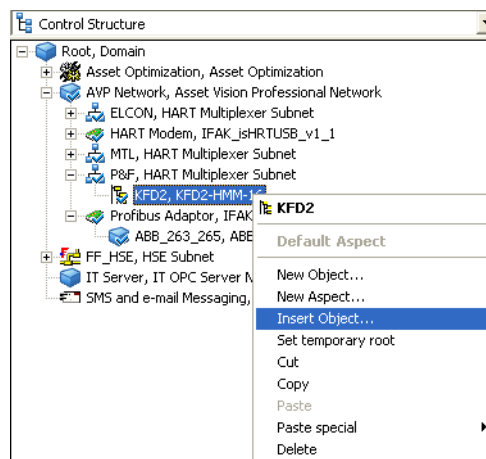 Control Structure
Root, Domain
Asset Optimization, Asset Optimization
AVP Network, Asset Vision Professional Network
ELCON, HART Multiplexer Subnet
HART Modem, IFAK_isHRTUSB_v1_1
MTL, HART Multiplexer Subnet
P&F, HART Multiplexer Subnet
KFD2, KFD2-HMM-16
Profibus Adaptor, IFAK
ABB_263_265, ABB
FF_HSE, HSE Subnet
IT Server, IT OPC Server N
SMS and e-mail Messaging,
KFD2
Default Aspect
New Object...
New Aspect...
Insert Object...
Set temporary root
Cut
Copy
Paste
Paste special
Delete